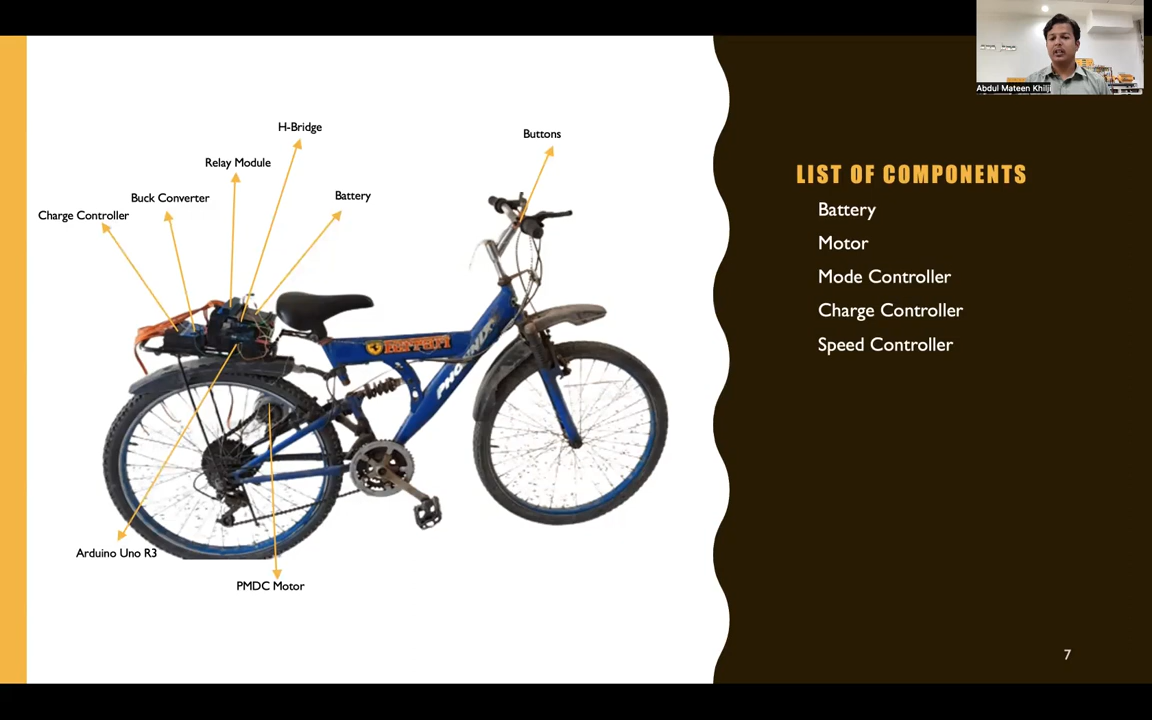 Abdul Mateen Khilji
H-Bridge
Buttons
Relay Module
Buck Converter
Battery
Charge Controller
PHOENIX
Arduino Uno R3
PMDC Motor
LIST OF COMPONENTS
Battery
Motor
Mode Controller
Charge Controller
Speed Controller
7